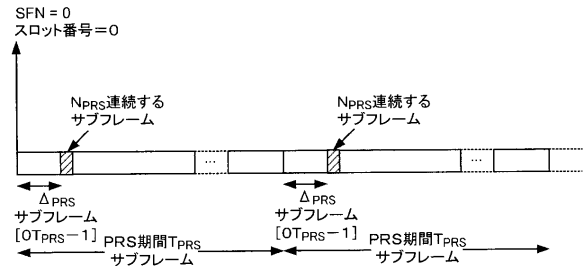 SFN=0
スロット番号=0
NPRS連続する
サブフレーム
NPRS連続する
サブフレーム
...
...
ΔPRS
サブフレーム
[0TPRS−1]
ΔPRS
サブフレーム
[0TPRS−1]
PRS期間TPRS
サブフレーム
PRS期間TPRS
サブフレーム